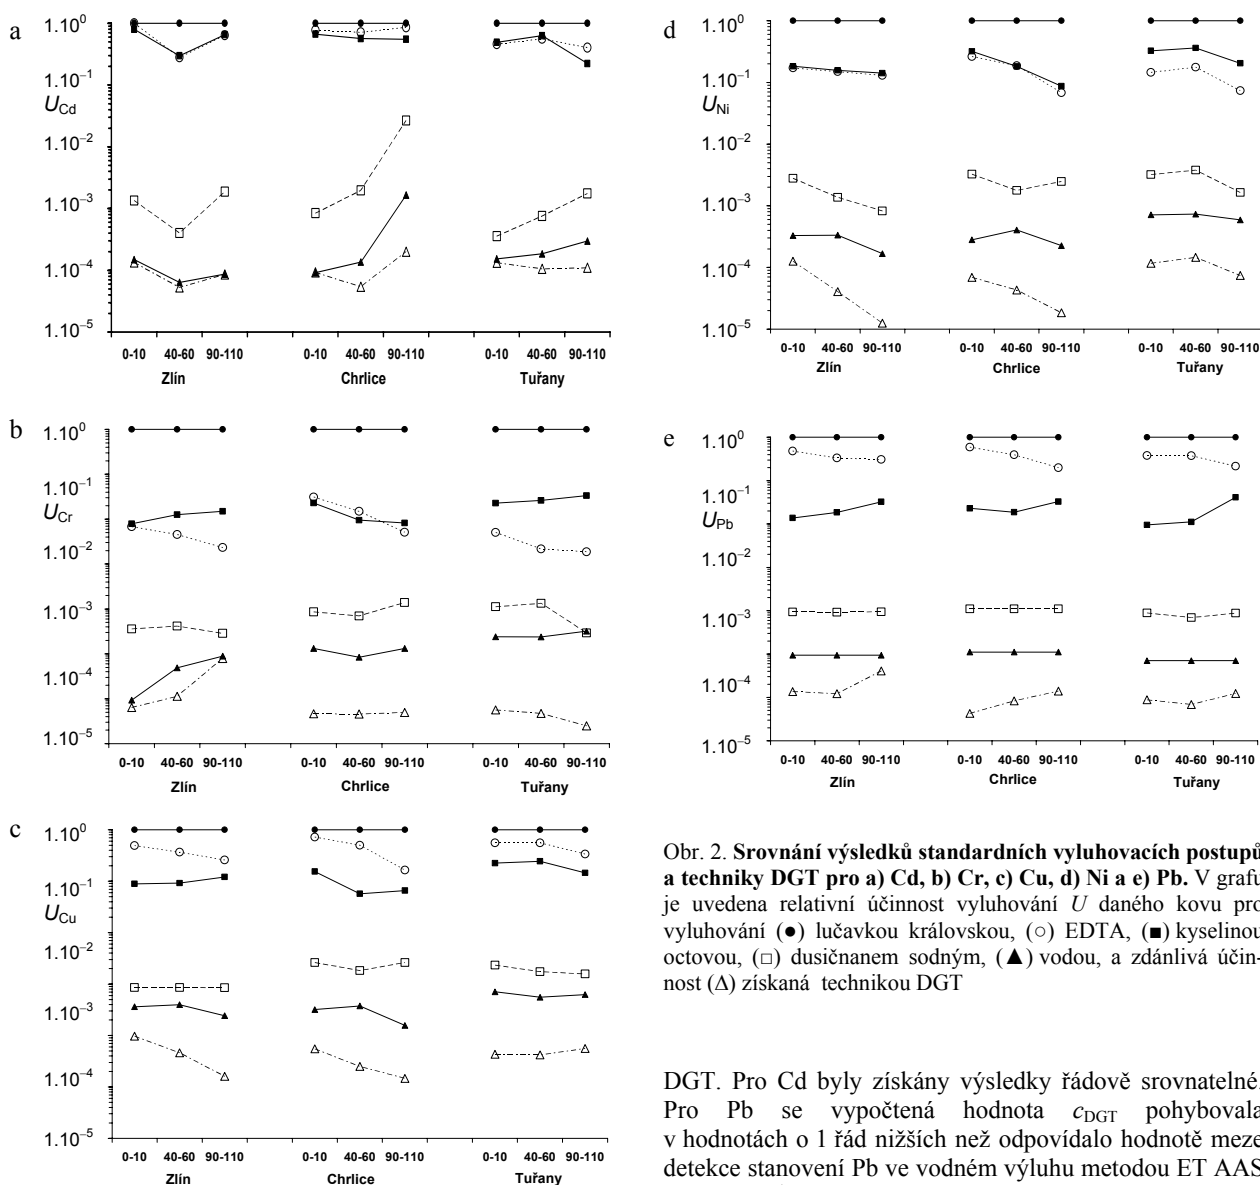 a
1.10⁰
1.10⁻¹
U_Cd
1.10⁻²
1.10⁻³
1.10⁻⁴
1.10⁻⁵
0-10 40-60 90-110 0-10 40-60 90-110 0-10 40-60 90-110
Zlín Chrlice Tuřany
b
1.10⁰
1.10⁻¹
U_Cr
1.10⁻²
1.10⁻³
1.10⁻⁴
1.10⁻⁵
0-10 40-60 90-110 0-10 40-60 90-110 0-10 40-60 90-110
Zlín Chrlice Tuřany
c
1.10⁰
1.10⁻¹
U_Cu
1.10⁻²
1.10⁻³
1.10⁻⁴
1.10⁻⁵
0-10 40-60 90-110 0-10 40-60 90-110 0-10 40-60 90-110
Zlín Chrlice Tuřany
d
1.10⁰
1.10⁻¹
U_Ni
1.10⁻²
1.10⁻³
1.10⁻⁴
1.10⁻⁵
0-10 40-60 90-110 0-10 40-60 90-110 0-10 40-60 90-110
Zlín Chrlice Tuřany
e
1.10⁰
1.10⁻¹
U_Pb
1.10⁻²
1.10⁻³
1.10⁻⁴
1.10⁻⁵
0-10 40-60 90-110 0-10 40-60 90-110 0-10 40-60 90-110
Zlín Chrlice Tuřany
Obr. 2. Srovnání výsledků standardních vyluhovacích postupů
a techniky DGT pro a) Cd, b) Cr, c) Cu, d) Ni a e) Pb. V grafu
je uvedena relativní účinnost vyluhování U daného kovu pro
vyluhování (●) lučavkou královskou, (○) EDTA, (■) kyselinou
octovou, (□) dusičnanem sodným, (▲) vodou, a zdánlivá účin-
nost (Δ) získaná technikou DGT
DGT. Pro Cd byly získány výsledky řádově srovnatelné.
Pro Pb se vypočtená hodnota c_DGT pohybovala
v hodnotách o 1 řád nižších než odpovídalo hodnotě meze
detekce stanovení Pb ve vodném výluhu metodou ET AAS